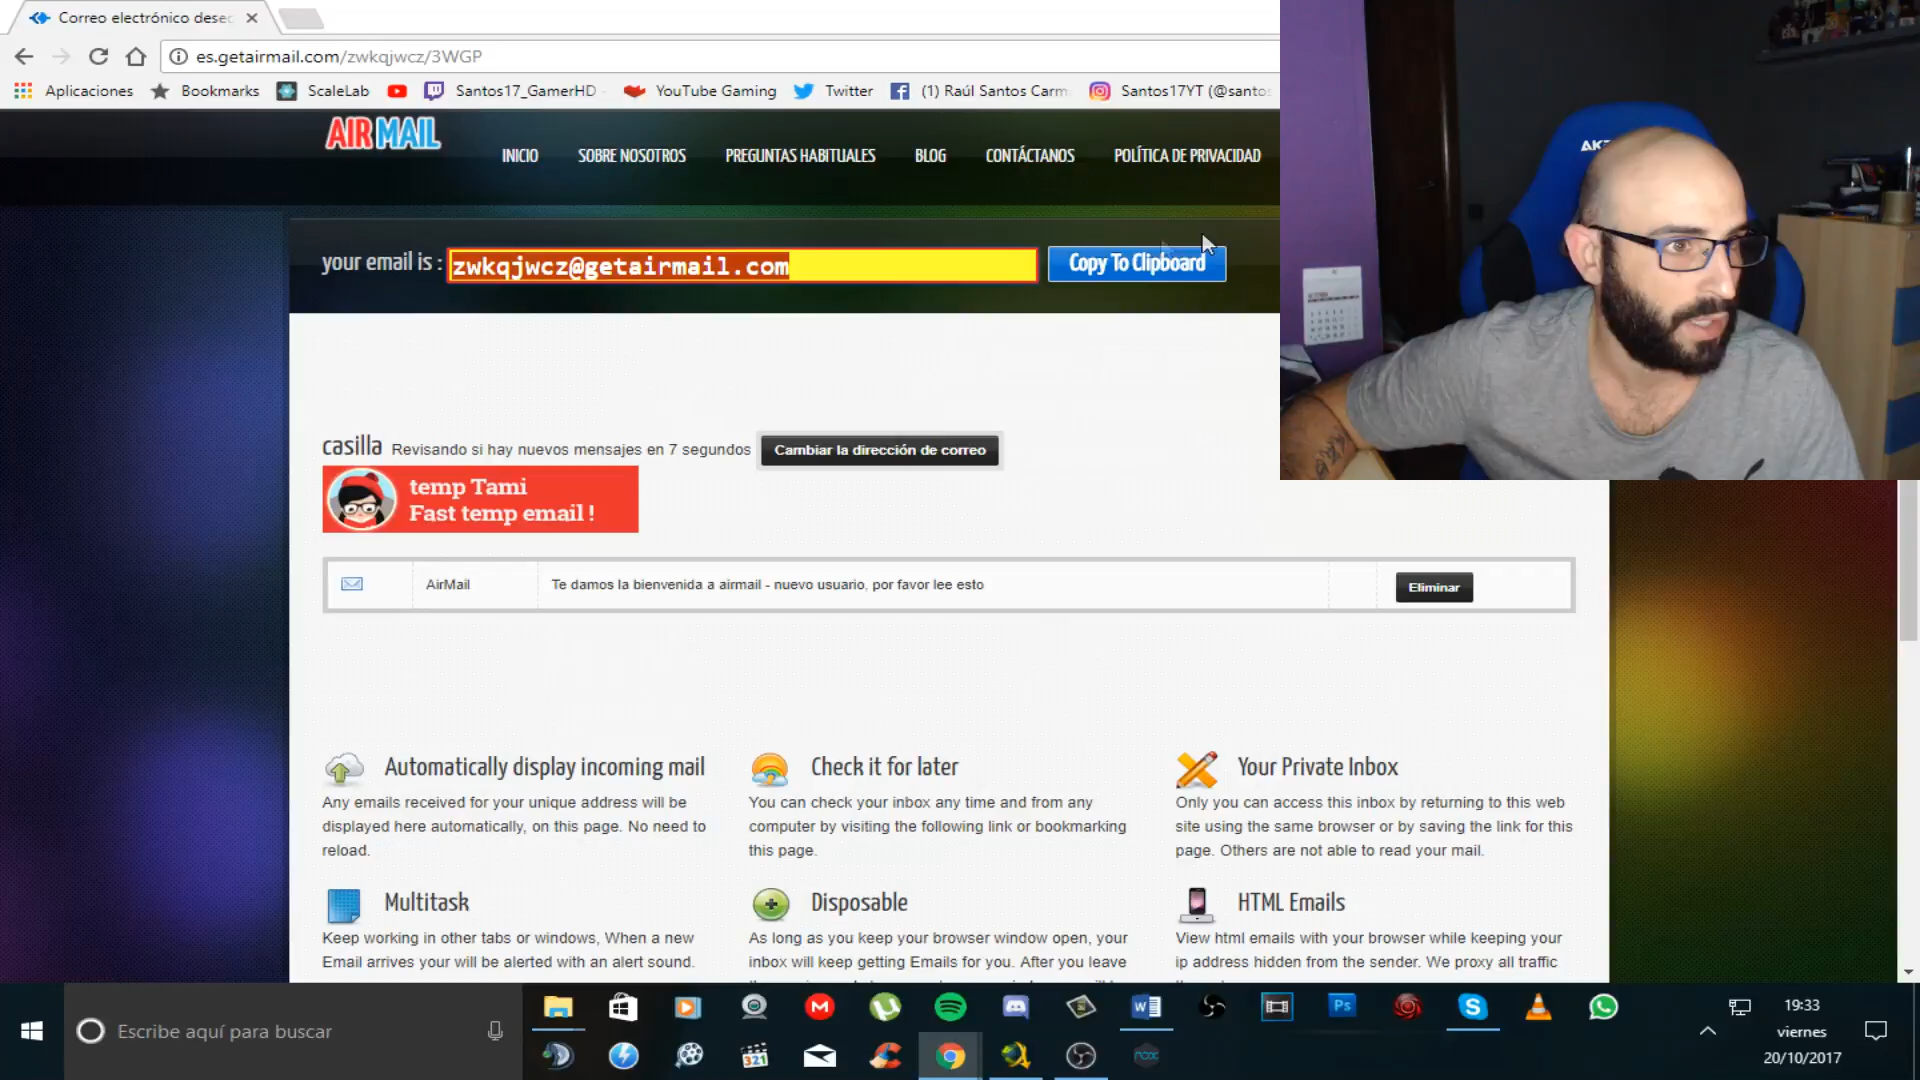 Correo electrónico dese
es.getairmail.com/zwkqjwcz/3WGP
Aplicaciones
Bookmarks
ScaleLab
Santos17_GamerHD
YouTube Gaming
Twitter
(1) Raúl Santos Carm
Santos17YT (@santo
AIRMAIL
INICIO
SOBRE NOSOTROS
PREGUNTAS HABITUALES
BLOG
CONTÁCTANOS
POLÍTICA DE PRIVACIDAD
your email is :
zwkqjwcz@getairmail.com
Copy To Clipboard
casilla
Revisando si hay nuevos mensajes en 7 segundos
Cambiar la dirección de correo
temp Tami
Fast temp email !
AirMail
Te damos la bienvenida a airmail - nuevo usuario, por favor lee esto
Eliminar
Automatically display incoming mail
Any emails received for your unique address will be
displayed here automatically, on this page. No need to
reload.
Check it for later
You can check your inbox any time and from any
computer by visiting the following link or bookmarking
this page.
Your Private Inbox
Only you can access this inbox by returning to this web
site using the same browser or by saving the link for this
page. Others are not able to read your mail.
Multitask
Keep working in other tabs or windows, When a new
Email arrives your will be alerted with an alert sound.
Disposable
As long as you keep your browser window open, your
inbox will keep getting Emails for you. After you leave
HTML Emails
View html emails with your browser while keeping your
ip address hidden from the sender. We proxy all traffic
Escribe aquí para buscar
321
Ps
nox
19:33
viernes
20/10/2017